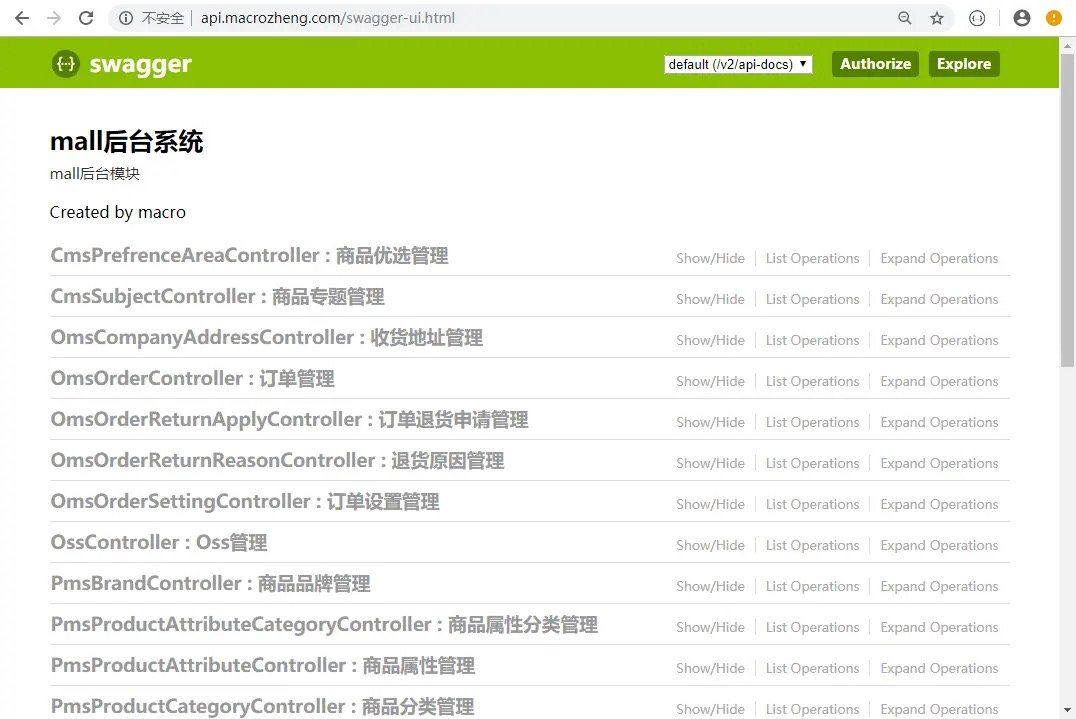 不安全 api.macrozheng.com/swagger-ui.html
{··} swagger default (/v2/api-docs) Authorize Explore
mall后台系统
mall后台模块
Created by macro
CmsPrefrenceAreaController : 商品优选管理 Show/Hide List Operations Expand Operations
CmsSubjectController : 商品专题管理 Show/Hide List Operations Expand Operations
OmsCompanyAddressController : 收货地址管理 Show/Hide List Operations Expand Operations
OmsOrderController : 订单管理 Show/Hide List Operations Expand Operations
OmsOrderReturnApplyController : 订单退货申请管理 Show/Hide List Operations Expand Operations
OmsOrderReturnReasonController : 退货原因管理 Show/Hide List Operations Expand Operations
OmsOrderSettingController : 订单设置管理 Show/Hide List Operations Expand Operations
OssController : Oss管理 Show/Hide List Operations Expand Operations
PmsBrandController : 商品品牌管理 Show/Hide List Operations Expand Operations
PmsProductAttributeCategoryController : 商品属性分类管理 Show/Hide List Operations Expand Operations
PmsProductAttributeController : 商品属性管理 Show/Hide List Operations Expand Operations
PmsProductCategoryController : 商品分类管理 Show/Hide List Operations Expand Operations